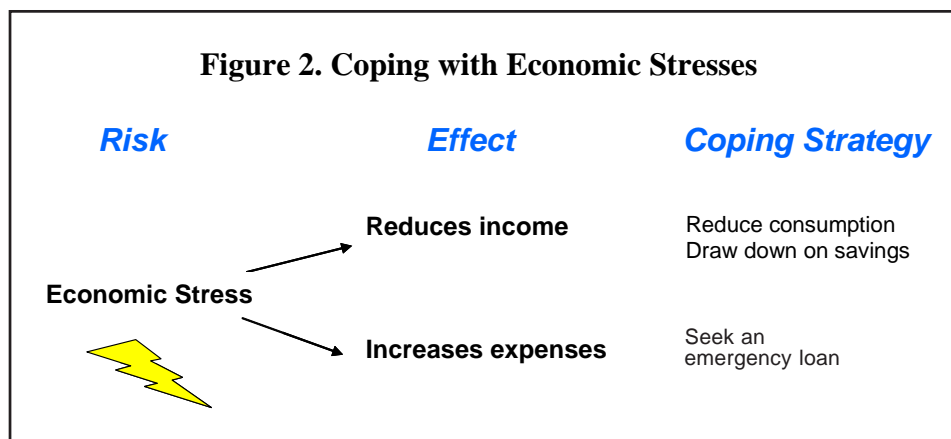 Figure 2. Coping with Economic Stresses
Risk Effect Coping Strategy
Reduces income
Reduce consumption
Draw down on savings
Economic Stress
Increases expenses
Seek an
emergency loan